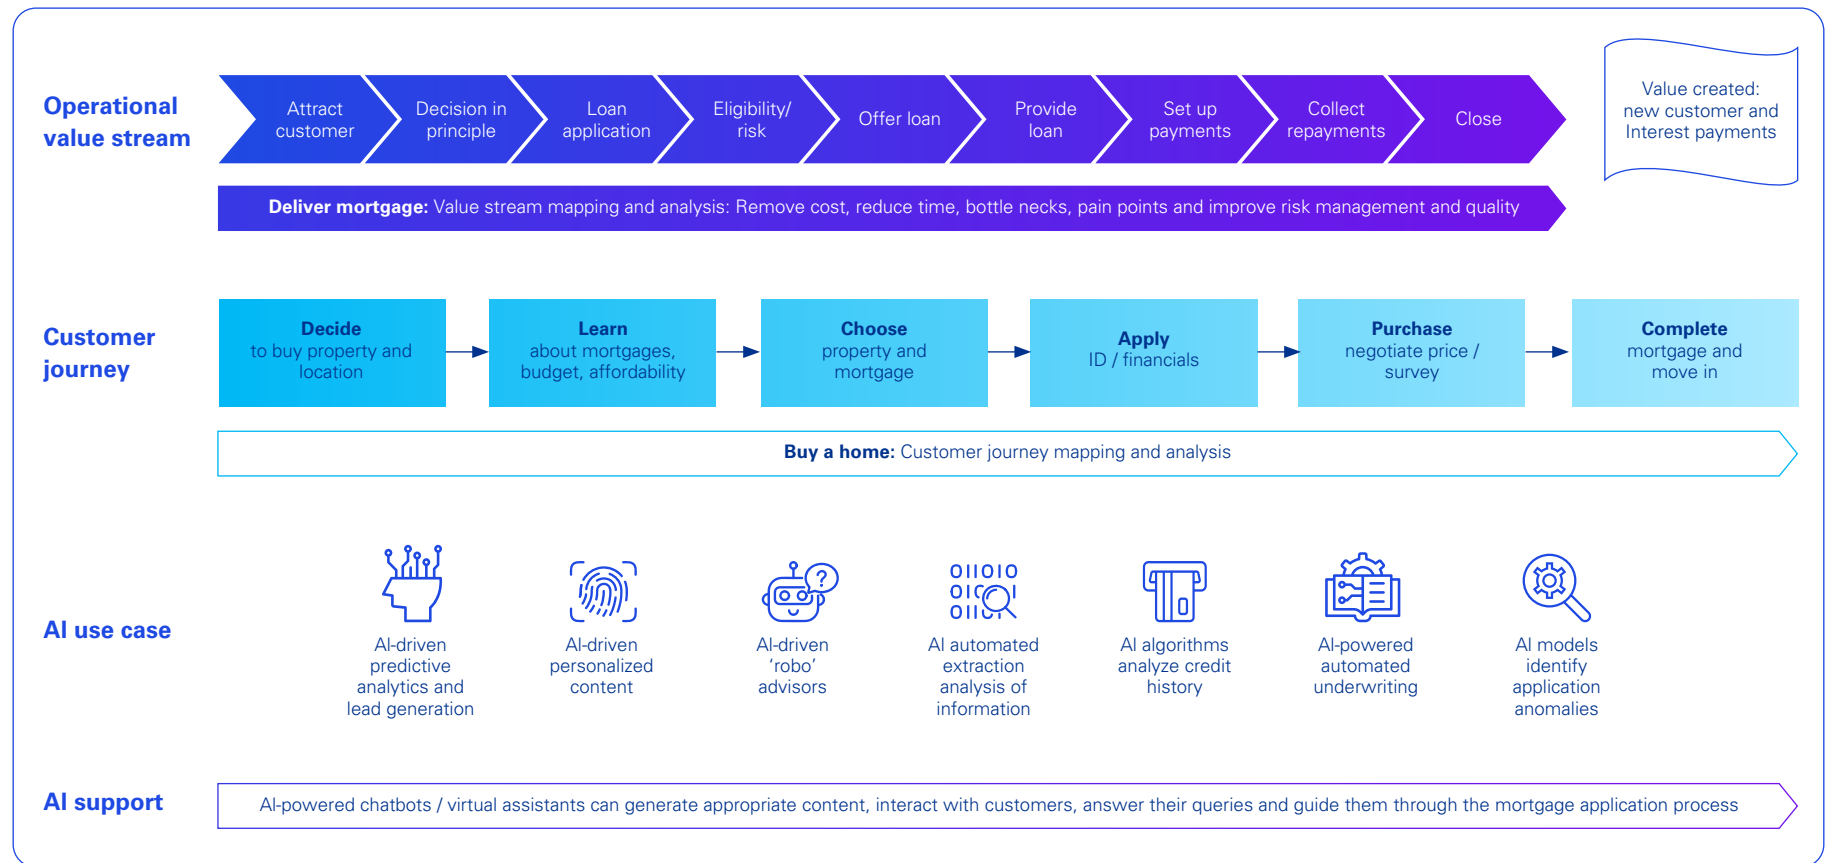 Operational
value stream
Attract
customer
Decision in
principle
Loan
application
Eligibility/
risk
Offer loan
Provide
loan
Set up
payments
Collect
repayments
Close
Value created:
new customer and
Interest payments
Deliver mortgage: Value stream mapping and analysis: Remove cost, reduce time, bottle necks, pain points and improve risk management and quality
Customer
journey
Decide
to buy property and
location
Learn
about mortgages,
budget, affordability
Choose
property and
mortgage
Apply
ID / financials
Purchase
negotiate price /
survey
Complete
mortgage and
move in
Buy a home: Customer journey mapping and analysis
AI use case
AI-driven
predictive
analytics and
lead generation
AI-driven
personalized
content
?
AI-driven
‘robo’
advisors
AI automated
extraction
analysis of
information
AI algorithms
analyze credit
history
AI-powered
automated
underwriting
AI models
identify
application
anomalies
AI support
AI-powered chatbots / virtual assistants can generate appropriate content, interact with customers, answer their queries and guide them through the mortgage application process